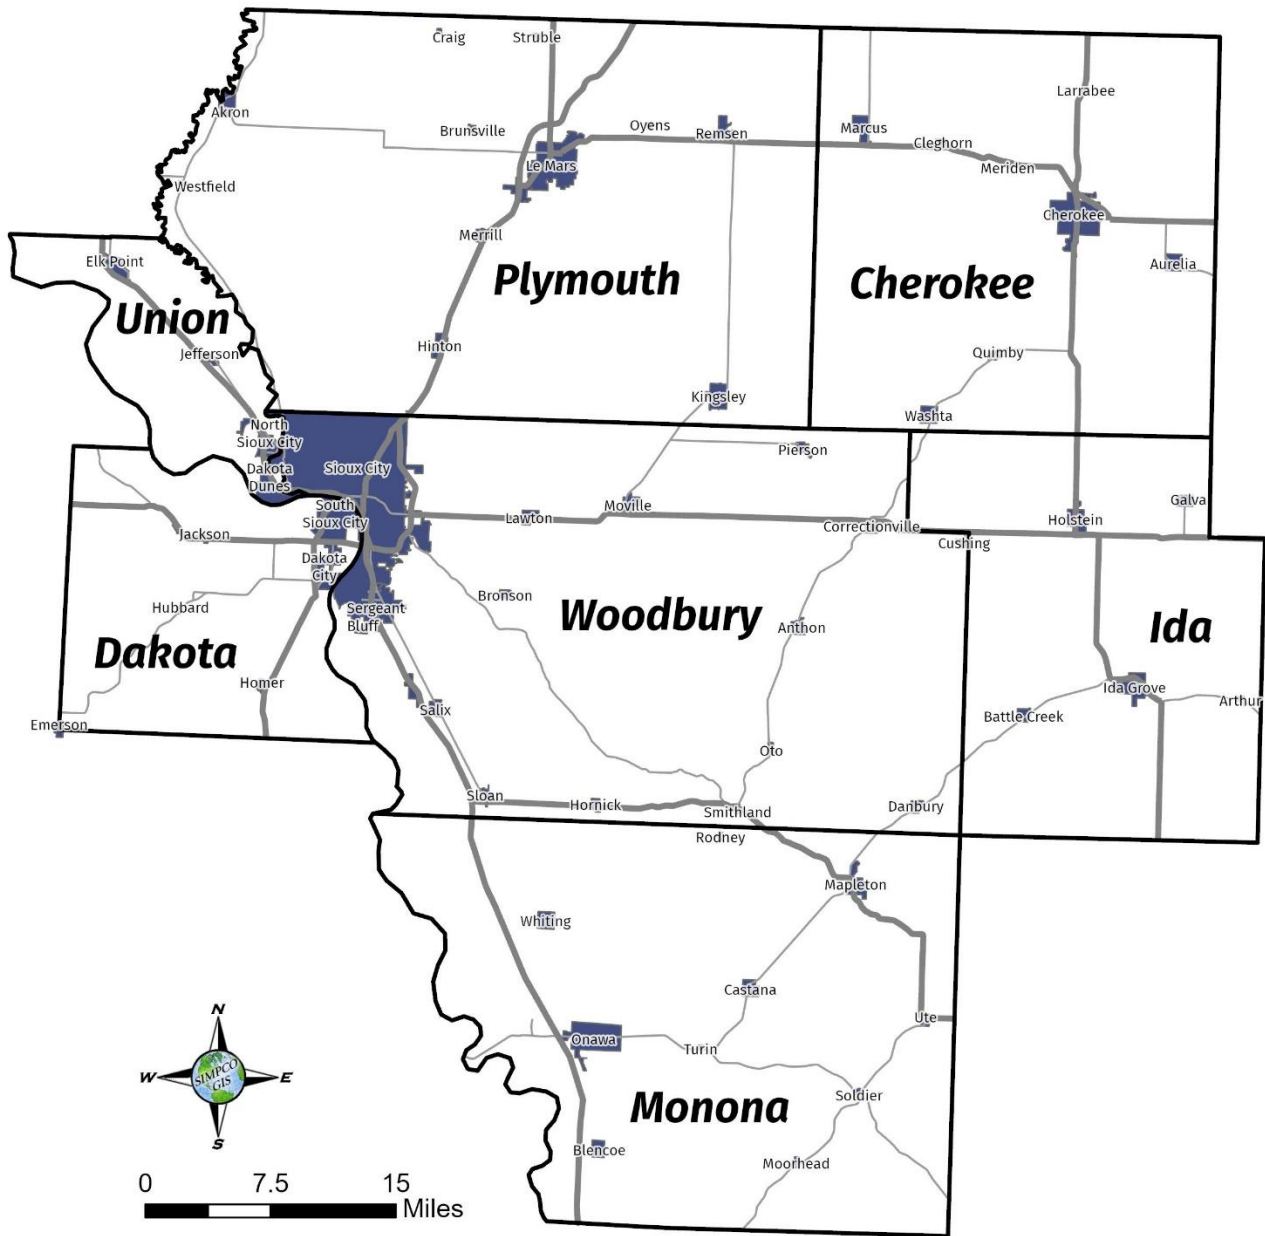 Craig
Struble
Larrabee
Akron
Brunsville
Oyens
Remsen
Marcus
Cleghorn
Le Mars
Meriden
Westfield
Cherokee
Merrill
Elk Point
Aurelia
Plymouth
Cherokee
Union
Jefferson
Hinton
Quimby
Kingsley
Washta
North
Sioux City
Pierson
Sioux City
Dakota
Dunes
South
Sioux City
Lawton
Moville
Correctionville
Holstein
Galva
Jackson
Cushing
Dakota
City
Hubbard
Sergeant
Bluff
Bronson
Woodbury
Anthon
Ida
Dakota
Homer
Salix
Ida Grove
Arthur
Battle Creek
Emerson
Oto
Sloan
Hornick
Smithland
Danbury
Rodney
Mapleton
Whiting
Castana
Ute
Onawa
Turin
Soldier
Monona
Blencoe
Moorhead
N
W
E
S
SIMPCO
GIS
0 7.5 15
Miles